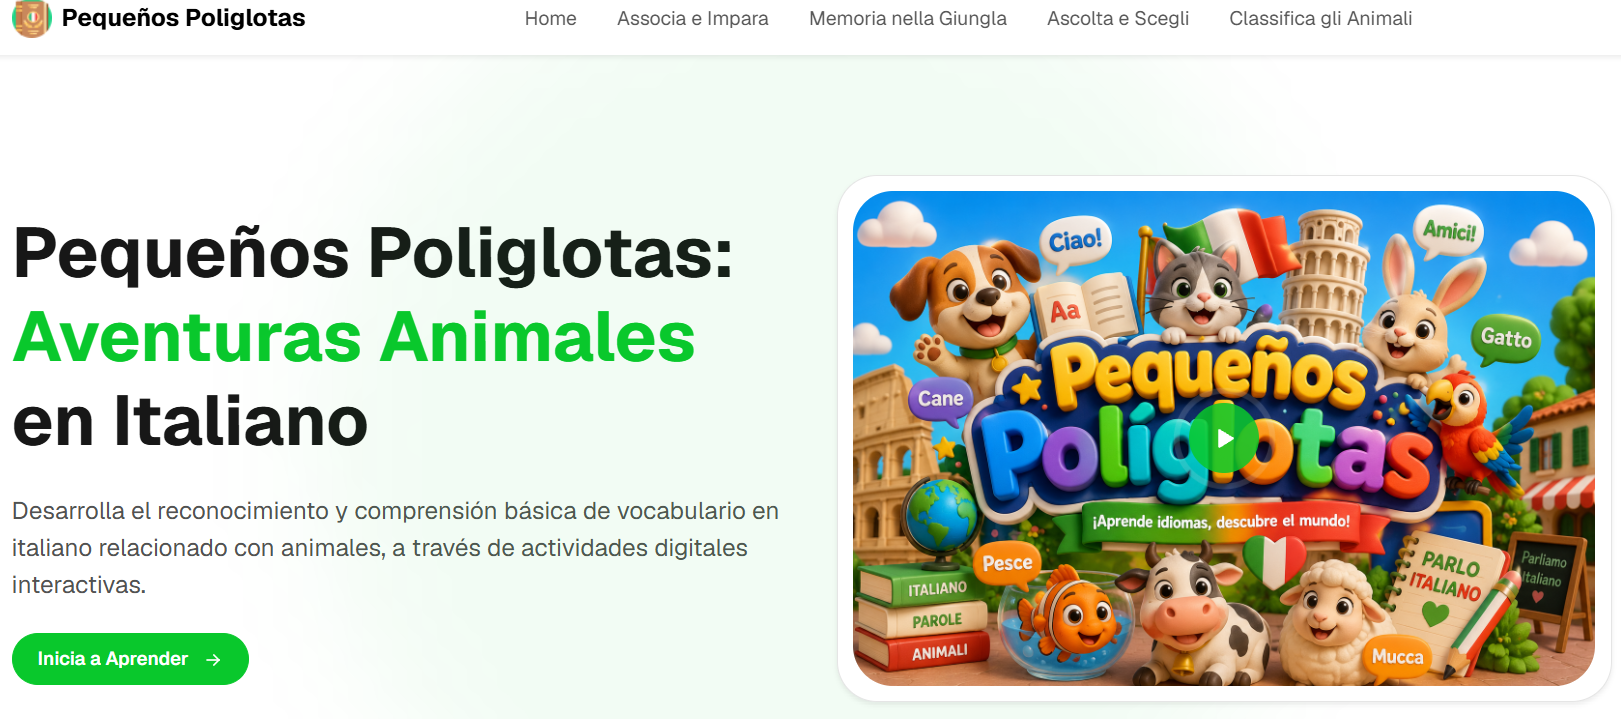 Pequeños Poliglotas
Home
Associa e Impara
Memoria nella Giungla
Ascolta e Scegli
Classifica gli Animali
Pequeños Poliglotas:
Aventuras Animales
en Italiano
Desarrolla el reconocimiento y comprensión básica de vocabulario en
italiano relacionado con animales, a través de actividades digitales
interactivas.
Inicia a Aprender
Ciao!
Amici!
Aa
Gatto
Cane
Pequeños
Políglotas
¡Aprende idiomas, descubre el mundo!
Pesce
ITALIANO
PAROLE
ANIMALI
PARLO
ITALIANO
Parliamo
italiano
Mucca